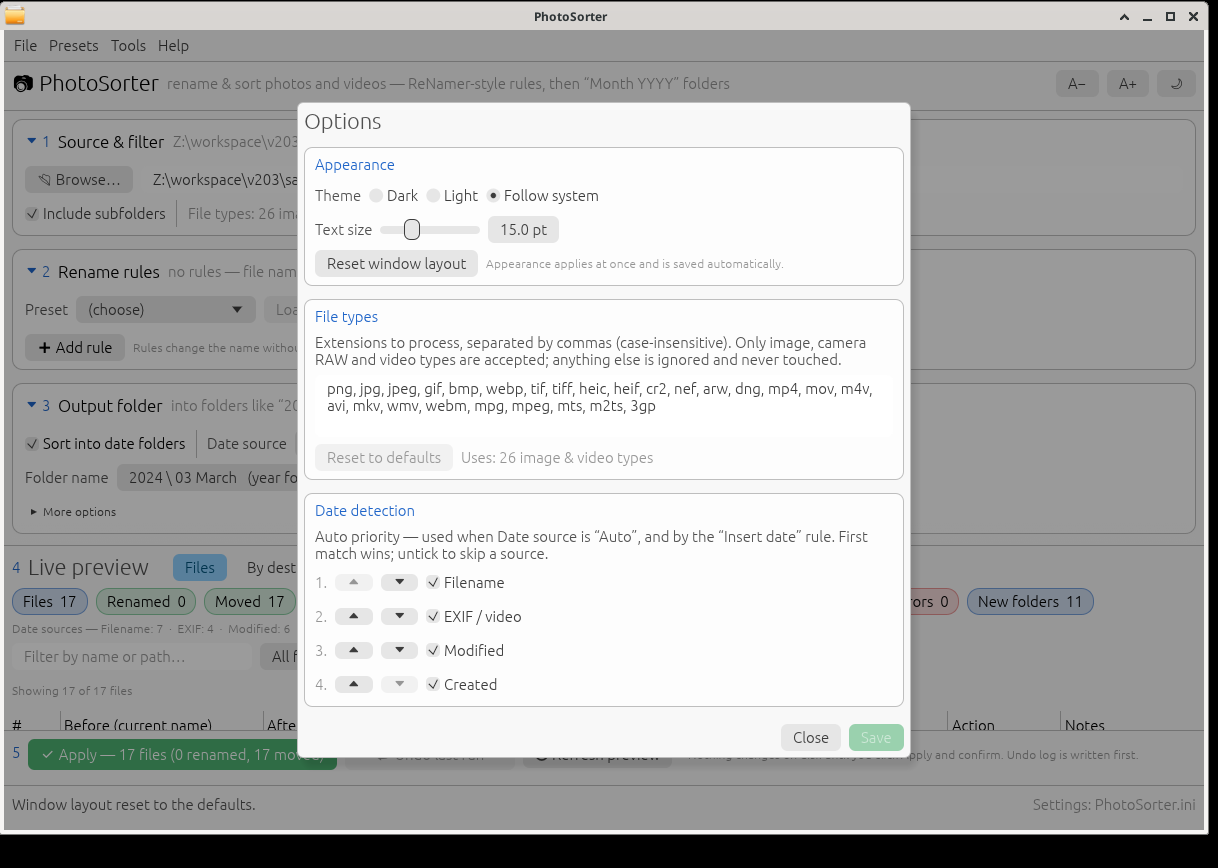 PhotoSorter
File Presets Tools Help
PhotoSorter rename & sort photos and videos — ReNamer-style rules, then “Month YYYY” folders
A− A+
1 Source & filter Z:\workspace\v203
Browse… Z:\workspace\v203\sa
Include subfolders File types: 26 ima
2 Rename rules no rules — file nam
Preset (choose) Loa
Add rule Rules change the name withou
3 Output folder into folders like “20
Sort into date folders Date source
Folder name 2024 \ 03 March (year fo
More options
4 Live preview Files By dest
Files 17 Renamed 0 Moved 17 rors 0 New folders 11
Date sources — Filename: 7 · EXIF: 4 · Modified: 6
Filter by name or path… All f
Showing 17 of 17 files
# Before (current name) Afte Action Notes
5 Apply — 17 files (0 renamed, 17 moved) Refresh preview apply and confirm. Undo log is written first.
Window layout reset to the defaults. Settings: PhotoSorter.ini
Options
Appearance
Theme Dark Light Follow system
Text size 15.0 pt
Reset window layout Appearance applies at once and is saved automatically.
File types
Extensions to process, separated by commas (case-insensitive). Only image, camera
RAW and video types are accepted; anything else is ignored and never touched.
png, jpg, jpeg, gif, bmp, webp, tif, tiff, heic, heif, cr2, nef, arw, dng, mp4, mov, m4v,
avi, mkv, wmv, webm, mpg, mpeg, mts, m2ts, 3gp
Reset to defaults Uses: 26 image & video types
Date detection
Auto priority — used when Date source is “Auto”, and by the “Insert date” rule. First
match wins; untick to skip a source.
1. Filename
2. EXIF / video
3. Modified
4. Created
Close Save